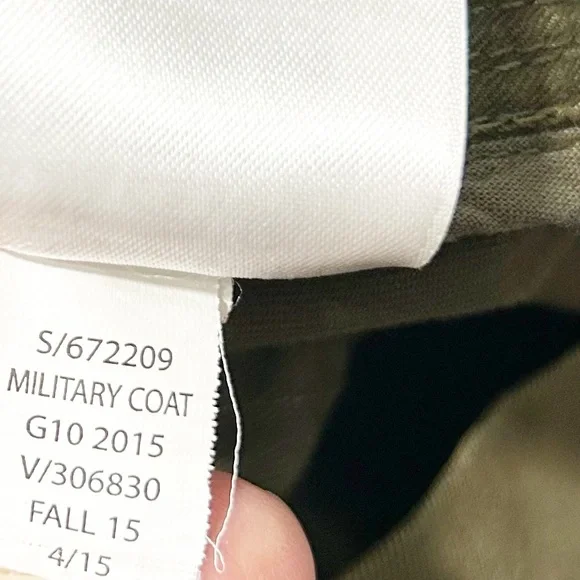 S/672209
MILITARY COAT
G10 2015
V/306830
FALL 15
4/15